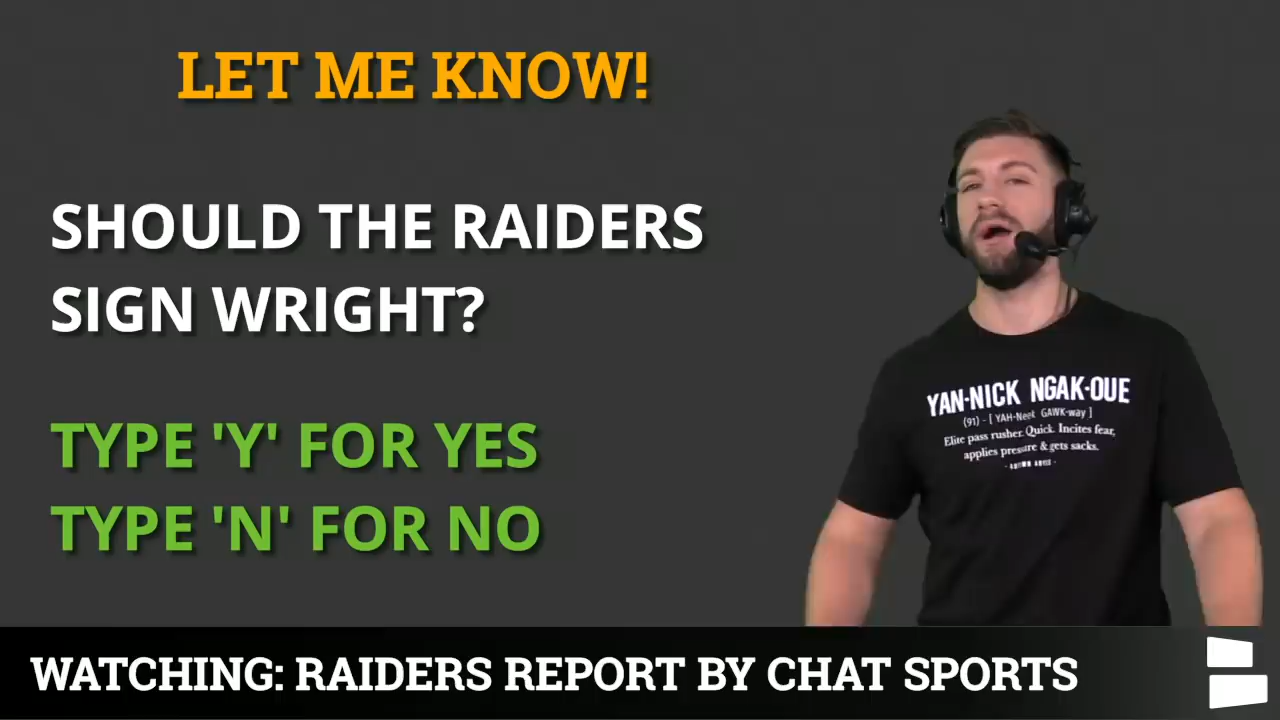 LET ME KNOW!
SHOULD THE RAIDERS
SIGN WRIGHT?
TYPE 'Y' FOR YES
TYPE 'N' FOR NO
YAN·NICK NGAK·OUE
(91) - [ YAH-Neek GAWK-way ]
Elite pass rusher. Quick. Incites fear,
applies pressure & gets sacks.
WATCHING: RAIDERS REPORT BY CHAT SPORTS